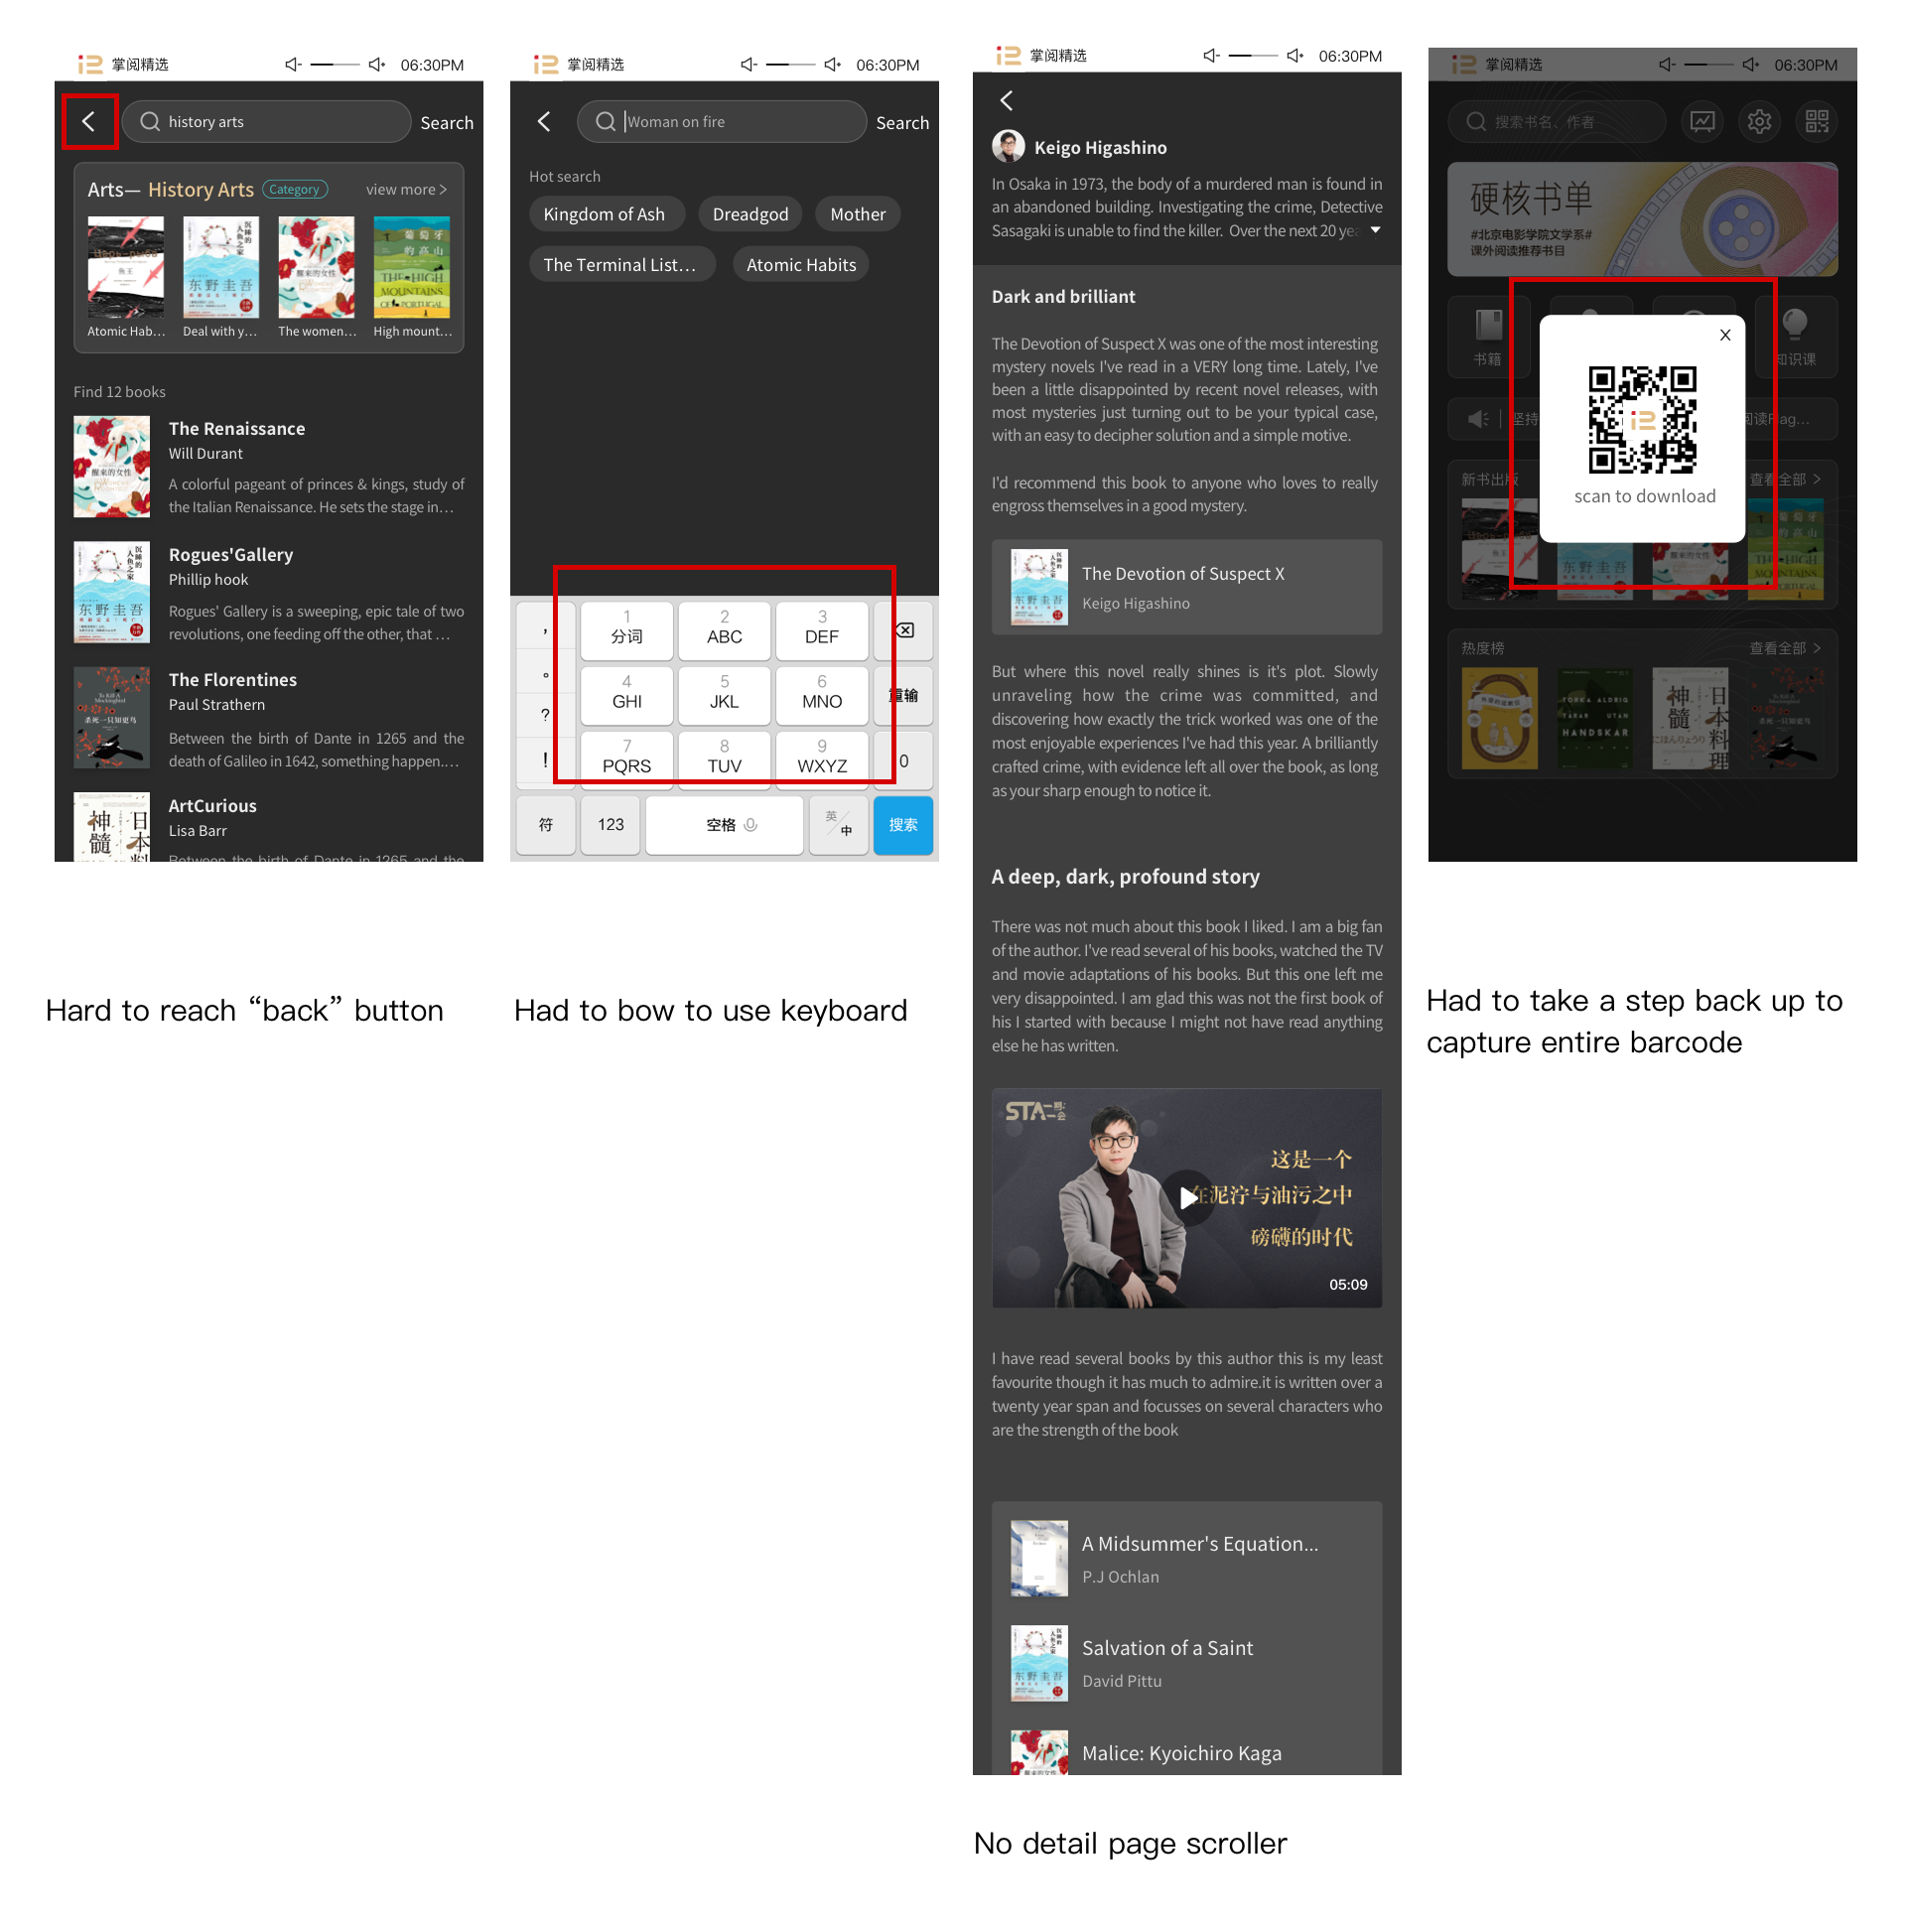 掌阅精选
06:30PM
history arts
Search
Arts— History Arts Category view more >
Atomic Hab... Deal with y... The women... High mount...
Find 12 books
The Renaissance
Will Durant
A colorful pageant of princes & kings, study of
the Italian Renaissance. He sets the stage in...
Rogues'Gallery
Phillip hook
Rogues' Gallery is a sweeping, epic tale of two
revolutions, one feeding off the other, that ...
The Florentines
Paul Strathern
Between the birth of Dante in 1265 and the
death of Galileo in 1642, something happen....
ArtCurious
Lisa Barr
Between the birth of Dante in 1265 and the
Hard to reach “back” button
掌阅精选
06:30PM
Woman on fire
Search
Hot search
Kingdom of Ash Dreadgod Mother
The Terminal List... Atomic Habits
, 1 2 3
分词 ABC DEF
。 4 5 6
GHI JKL MNO 重输
?
7 8 9
! PQRS TUV WXYZ 0
符 123 空格 英/中 搜索
Had to bow to use keyboard
掌阅精选
06:30PM
Keigo Higashino
In Osaka in 1973, the body of a murdered man is found in
an abandoned building. Investigating the crime, Detective
Sasagaki is unable to find the killer. Over the next 20 yea
Dark and brilliant
The Devotion of Suspect X was one of the most interesting
mystery novels I've read in a VERY long time. Lately, I've
been a little disappointed by recent novel releases, with
most mysteries just turning out to be your typical case,
with an easy to decipher solution and a simple motive.
I'd recommend this book to anyone who loves to really
engross themselves in a good mystery.
The Devotion of Suspect X
Keigo Higashino
But where this novel really shines is it's plot. Slowly
unraveling how the crime was committed, and
discovering how exactly the trick worked was one of the
most enjoyable experiences I've had this year. A brilliantly
crafted crime, with evidence left all over the book, as long
as your sharp enough to notice it.
A deep, dark, profound story
There was not much about this book I liked. I am a big fan
of the author. I've read several of his books, watched the TV
and movie adaptations of his books. But this one left me
very disappointed. I am glad this was not the first book of
his I started with because I might not have read anything
else he has written.
STA 一期一会
这是一个
在泥泞与油污之中
磅礴的时代
05:09
I have read several books by this author this is my least
favourite though it has much to admire.it is written over a
twenty year span and focusses on several characters who
are the strength of the book
A Midsummer's Equation...
P.J Ochlan
Salvation of a Saint
David Pittu
Malice: Kyoichiro Kaga
No detail page scroller
掌阅精选
06:30PM
搜索书名、作者
硬核书单
#北京电影学院文学系#
课外阅读推荐书目
书籍 知识课
坚持 阅读Flag...
X
scan to download
新书出版 查看全部 >
热度榜 查看全部 >
Had to take a step back up to
capture entire barcode